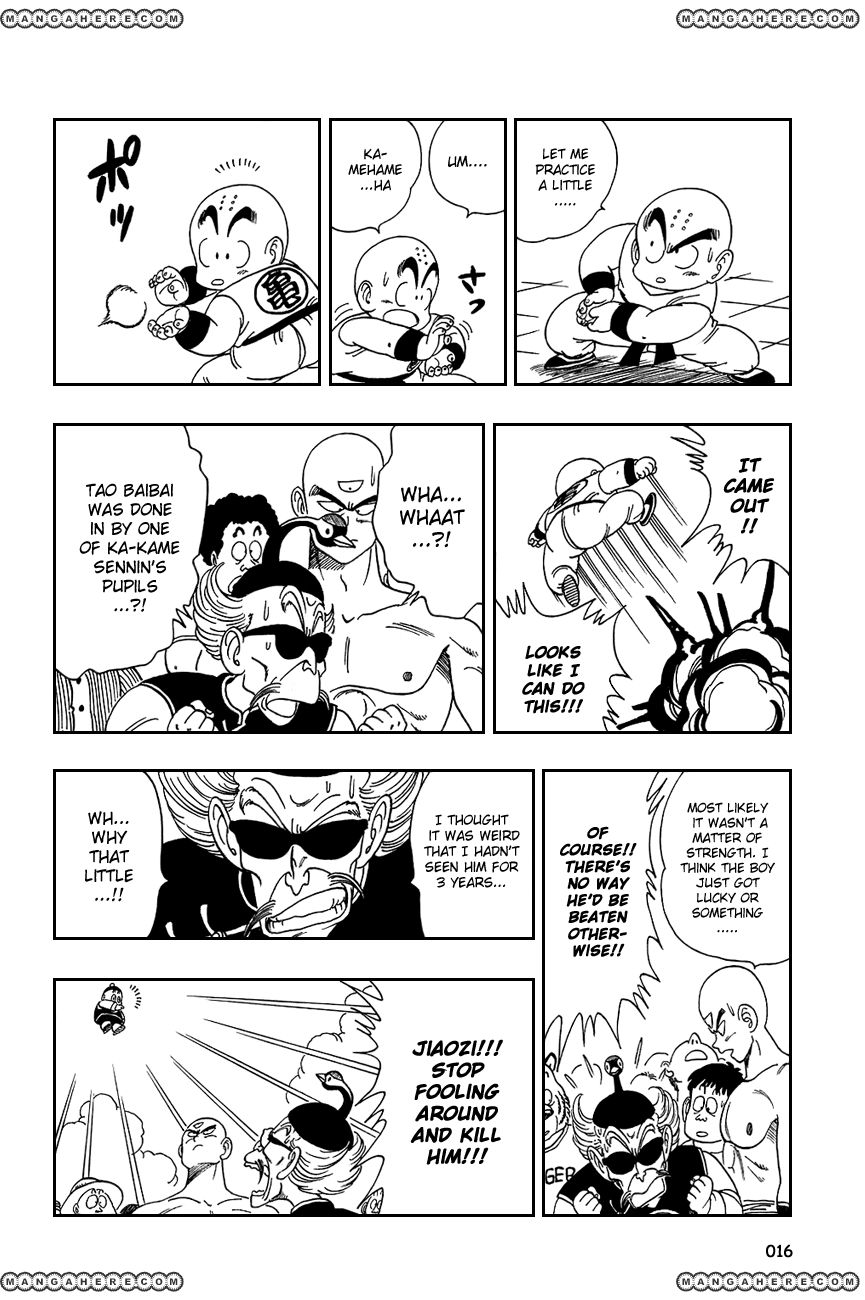 MANGAHERE.COM
MANGAHERE.COM
LET ME
PRACTICE
A LITTLE
.....
UM....
KA-
MEHAME
...HA
さっ
亀
ポッ
IT
CAME
OUT
!!
LOOKS
LIKE I
CAN DO
THIS!!!
WHA...
WHAAT
...?!
TAO BAIBAI
WAS DONE
IN BY ONE
OF KA-KAME
SENNIN'S
PUPILS
...?!
MOST LIKELY
IT WASN'T A
MATTER OF
STRENGTH. I
THINK THE BOY
JUST GOT
LUCKY OR
SOMETHING
.....
OF
COURSE!!
THERE'S
NO WAY
HE'D BE
BEATEN
OTHER-
WISE!!
GER
I THOUGHT
IT WAS WEIRD
THAT I HADN'T
SEEN HIM FOR
3 YEARS...
WH...
WHY
THAT
LITTLE
...!!
JIAOZI!!!
STOP
FOOLING
AROUND
AND KILL
HIM!!!
016
MANGAHERE.COM
MANGAHERE.COM